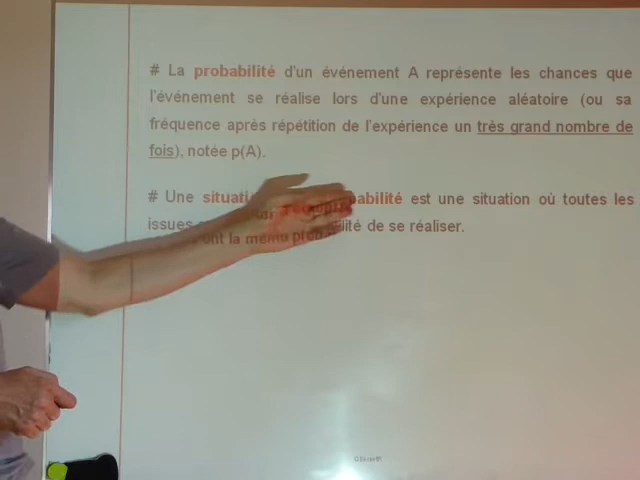 # La probabilité d'un événement A représente les chances que
l'événement se réalise lors d'une expérience aléatoire (ou sa
fréquence après répétition de l'expérience un très grand nombre de
fois), notée p(A).
# Une est une situation où toutes les
issues ont la de se réaliser.